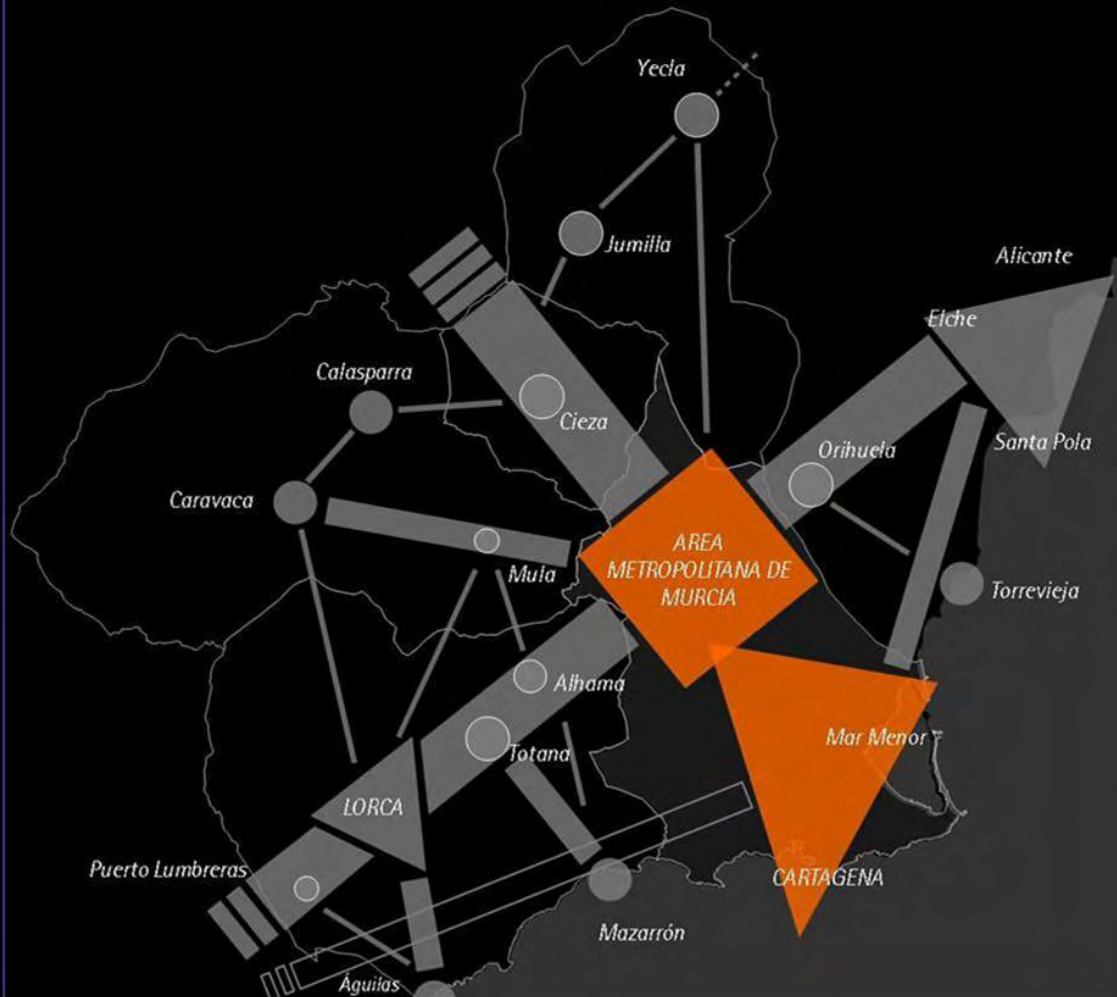 Yecla
Jumilla
Alicante
Elche
Calasparra
Cieza
Santa Pola
Orihuela
Caravaca
AREA
METROPOLITANA DE
MURCIA
Mula
Torrevieja
Alhama
Mar Menor
Totana
LORCA
Puerto Lumbreras
CARTAGENA
Mazarrón
Águilas